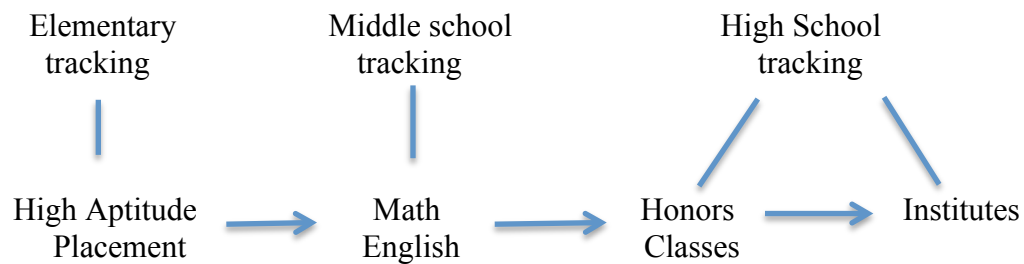 Elementary
tracking
Middle school
tracking
High School
tracking
High Aptitude
Placement
Math
English
Honors
Classes
Institutes